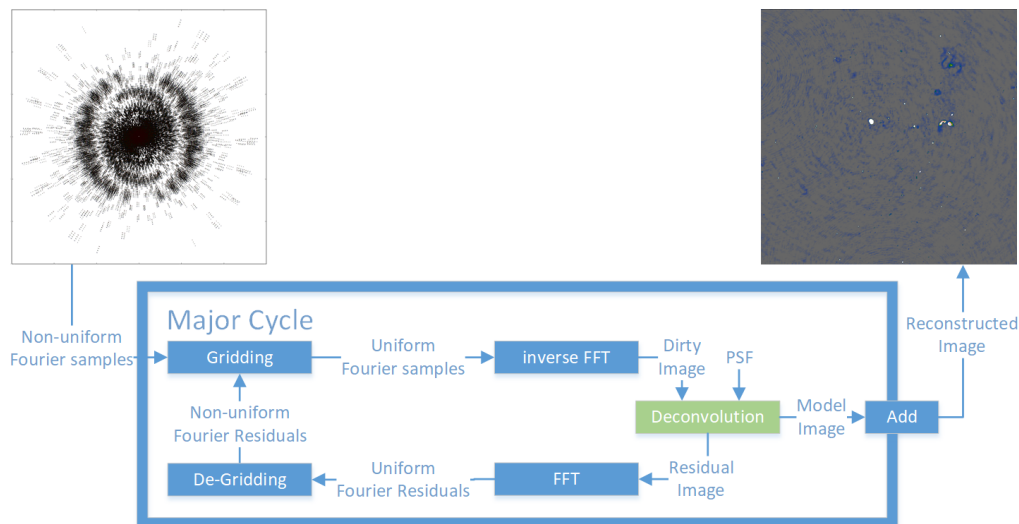 Major Cycle
Non-uniform
Fourier samples
Gridding
Uniform
Fourier samples
inverse FFT
Dirty
Image
PSF
Deconvolution
Model
Image
Add
Reconstructed
Image
Residual
Image
FFT
Uniform
Fourier Residuals
De-Gridding
Non-uniform
Fourier Residuals